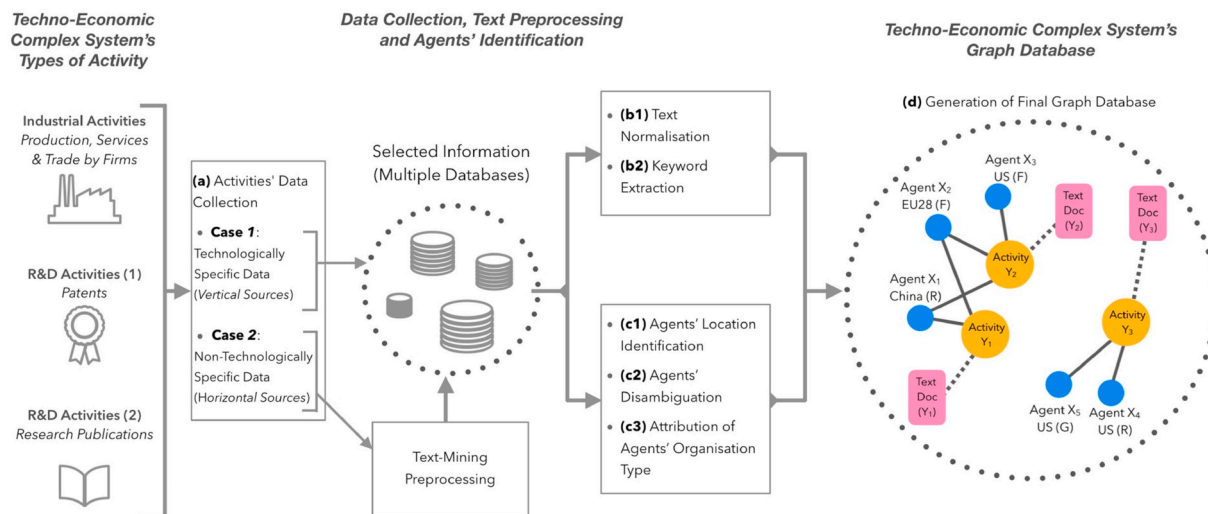 Techno-Economic
Complex System's
Types of Activity
Industrial Activities
Production, Services
& Trade by Firms
R&D Activities (1)
Patents
R&D Activities (2)
Research Publications
Data Collection, Text Preprocessing
and Agents' Identification
(a) Activities' Data
Collection
• Case 1:
Technologically
Specific Data
(Vertical Sources)
• Case 2:
Non-Technologically
Specific Data
(Horizontal Sources)
Selected Information
(Multiple Databases)
Text-Mining
Preprocessing
• (b1) Text
Normalisation
• (b2) Keyword
Extraction
• (c1) Agents' Location
Identification
• (c2) Agents'
Disambiguation
• (c3) Attribution of
Agents' Organisation
Type
Techno-Economic Complex System's
Graph Database
(d) Generation of Final Graph Database
Agent X₃
US (F)
Agent X₂
EU28 (F)
Text
Doc
(Y₂)
Text
Doc
(Y₃)
Activity
Y₂
Agent X₁
China (R)
Activity
Y₁
Activity
Y₃
Text
Doc
(Y₁)
Agent X₅
US (G)
Agent X₄
US (R)